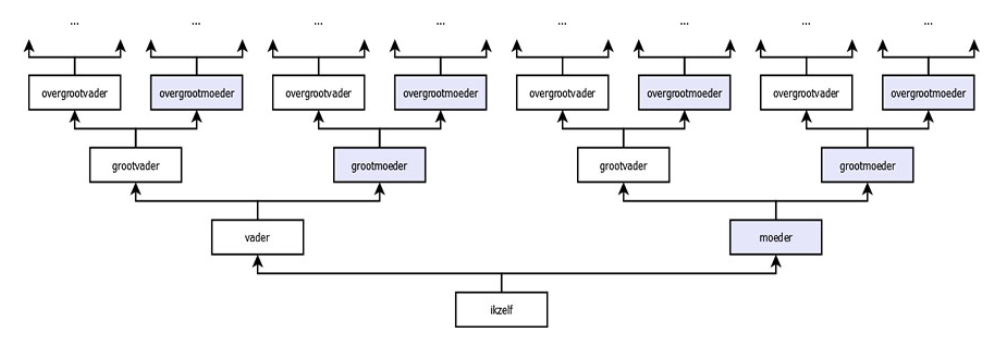 ... ... ... ... ... ... ... ...
overgrootvader overgrootmoeder overgrootvader overgrootmoeder overgrootvader overgrootmoeder overgrootvader overgrootmoeder
grootvader grootmoeder grootvader grootmoeder
vader moeder
ikzelf